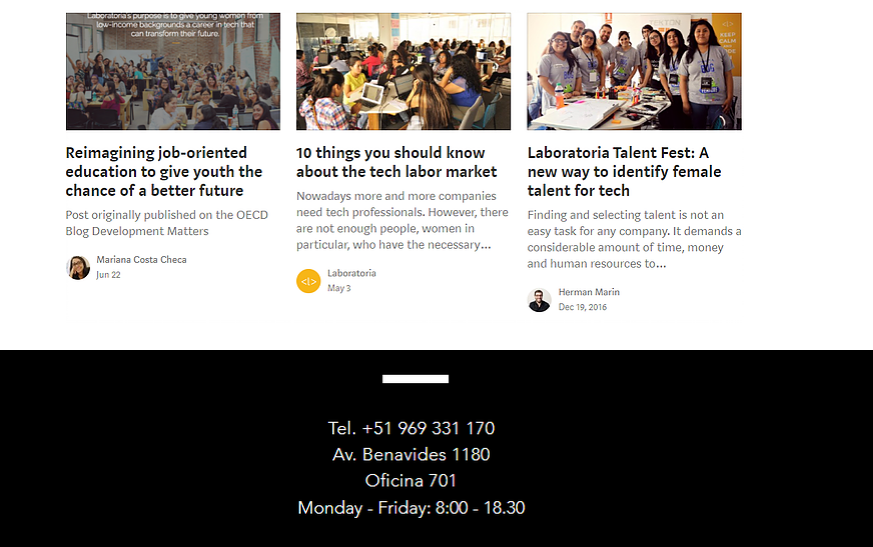 Laboratoria's purpose is to give young women from
low-income backgrounds a career in tech that
can transform their future.
Reimagining job-oriented
education to give youth the
chance of a better future
Post originally published on the OECD
Blog Development Matters
Mariana Costa Checa
Jun 22
10 things you should know
about the tech labor market
Nowadays more and more companies
need tech professionals. However, there
are not enough people, women in
particular, who have the necessary...
<|>
Laboratoria
May 3
KEEP
CALM
AND
CODE
Laboratoria Talent Fest: A
new way to identify female
talent for tech
Finding and selecting talent is not an
easy task for any company. It demands a
considerable amount of time, money
and human resources to...
Herman Marin
Dec 19, 2016
Tel. +51 969 331 170
Av. Benavides 1180
Oficina 701
Monday - Friday: 8:00 - 18.30